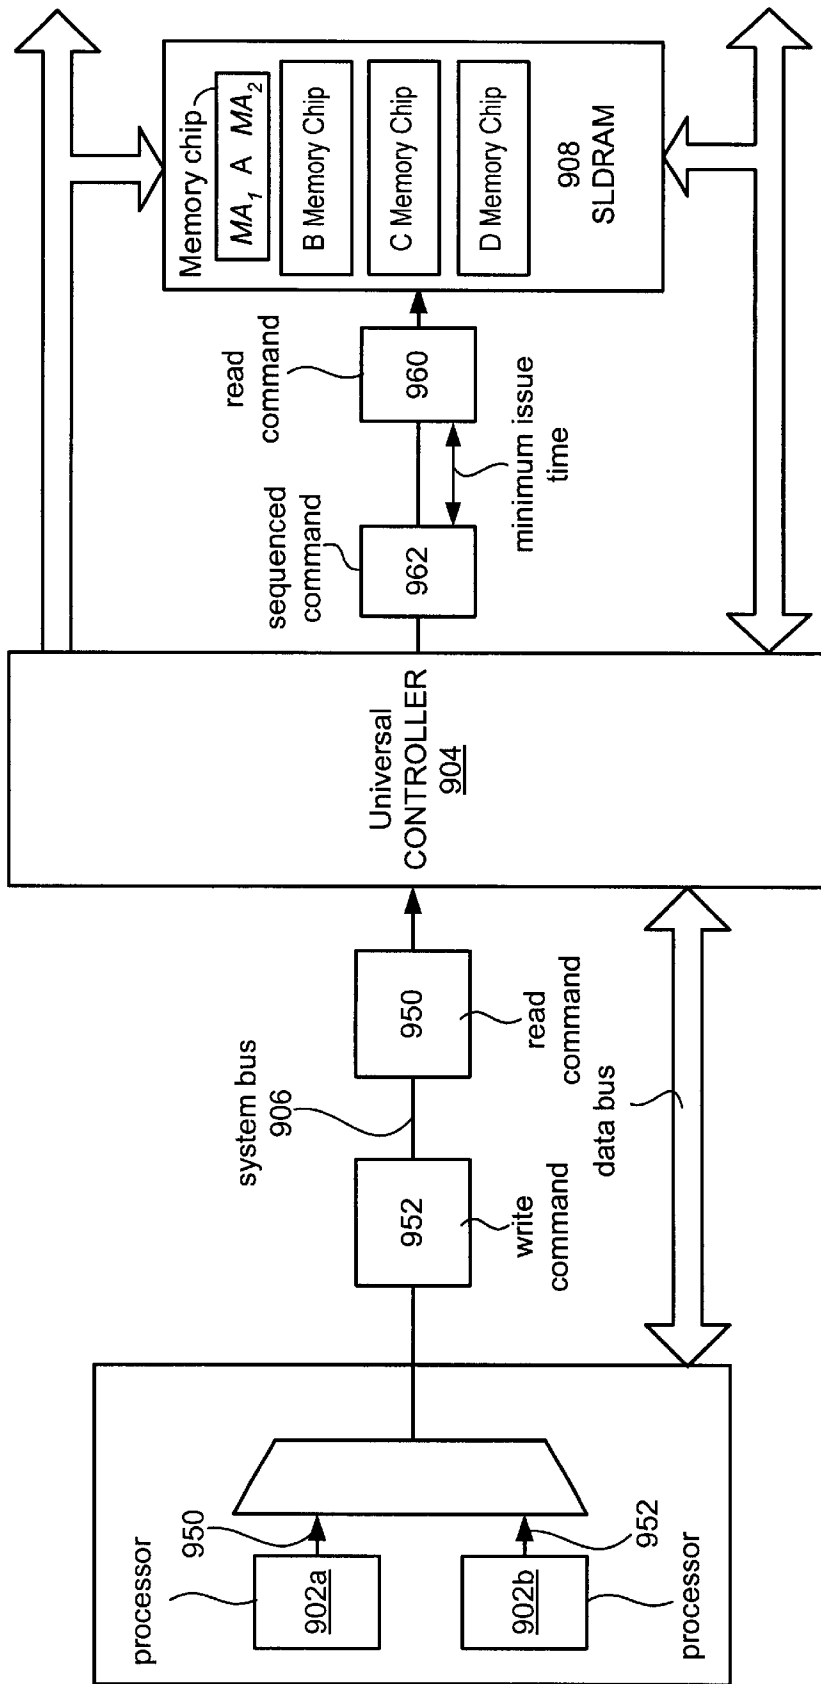 processor
902a
950
902b
952
processor
system bus
906
952
write
command
950
read
command
data bus
Universal
CONTROLLER
904
sequenced
command
962
read
command
960
minimum issue
time
Memory chip
MA1 A MA2
B Memory Chip
C Memory Chip
D Memory Chip
908
SLDRAM